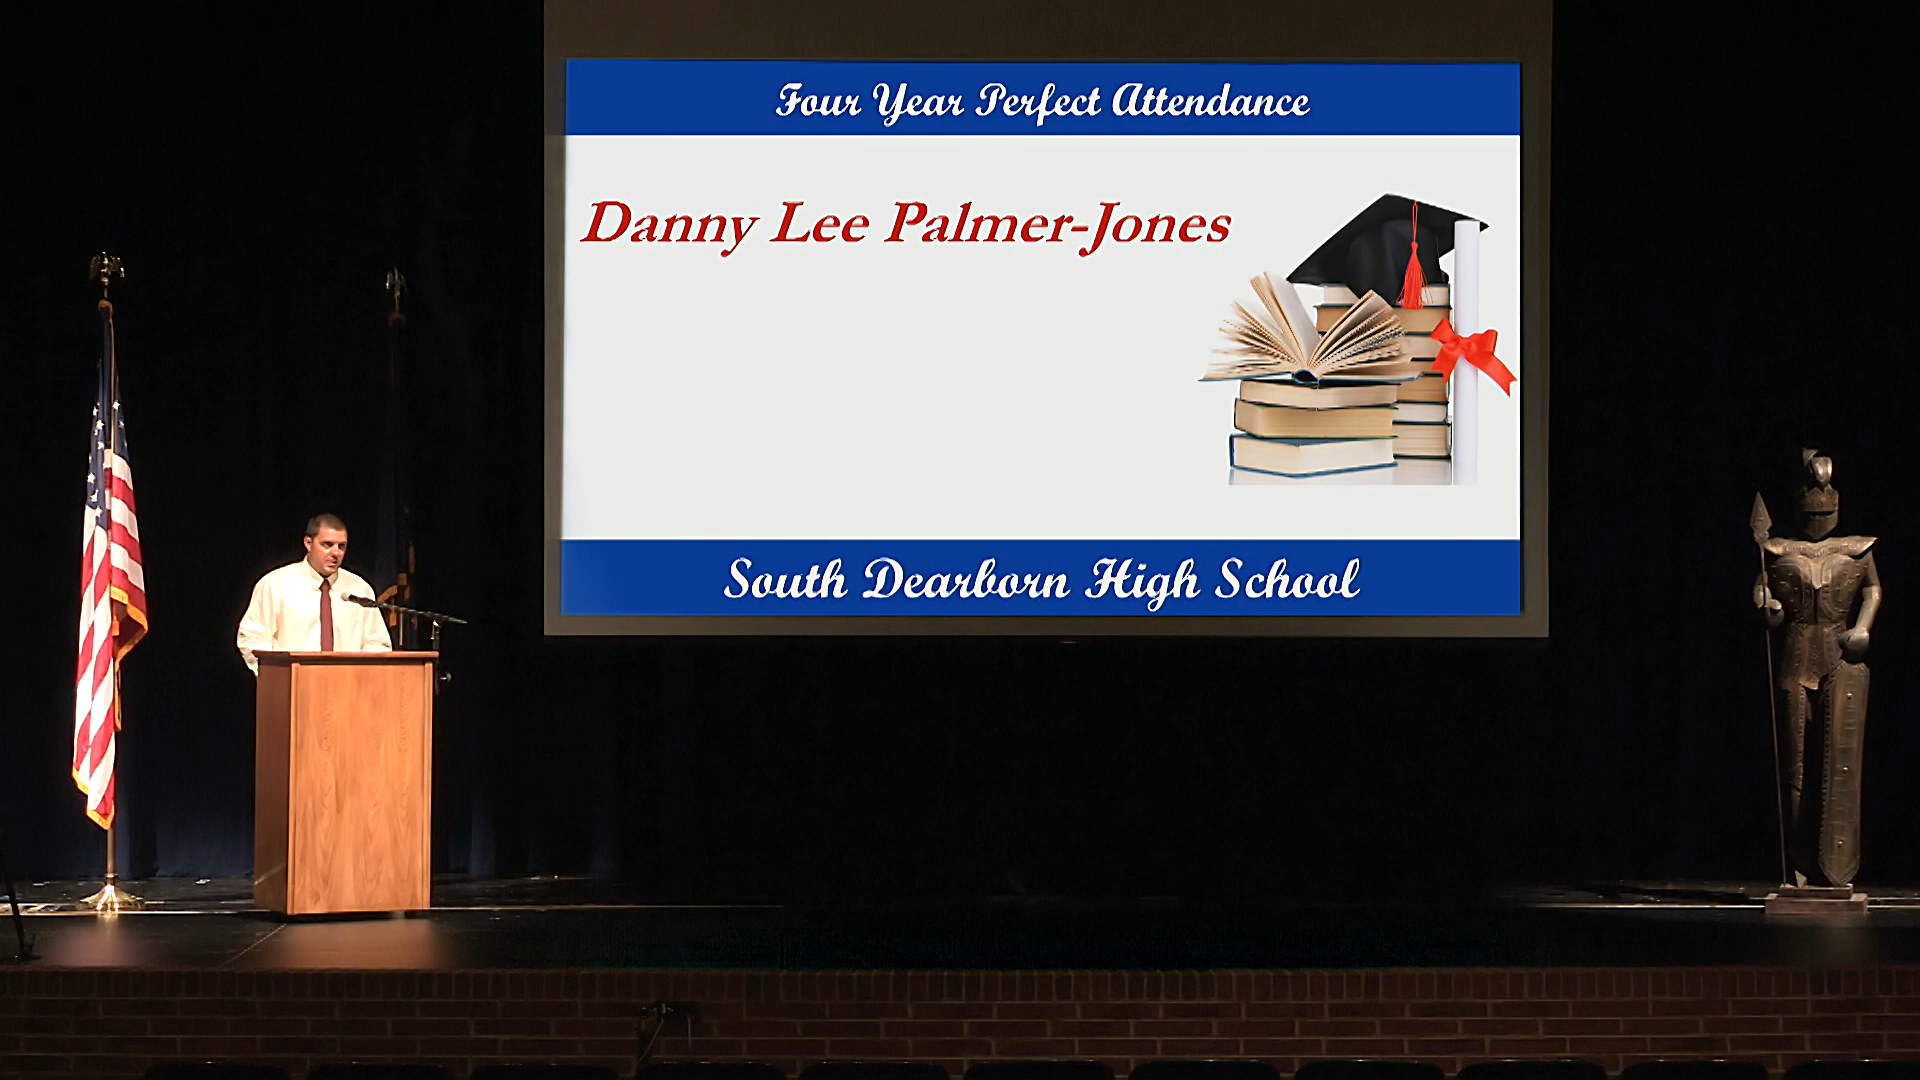 Four Year Perfect Attendance
Danny Lee Palmer-Jones
South Dearborn High School